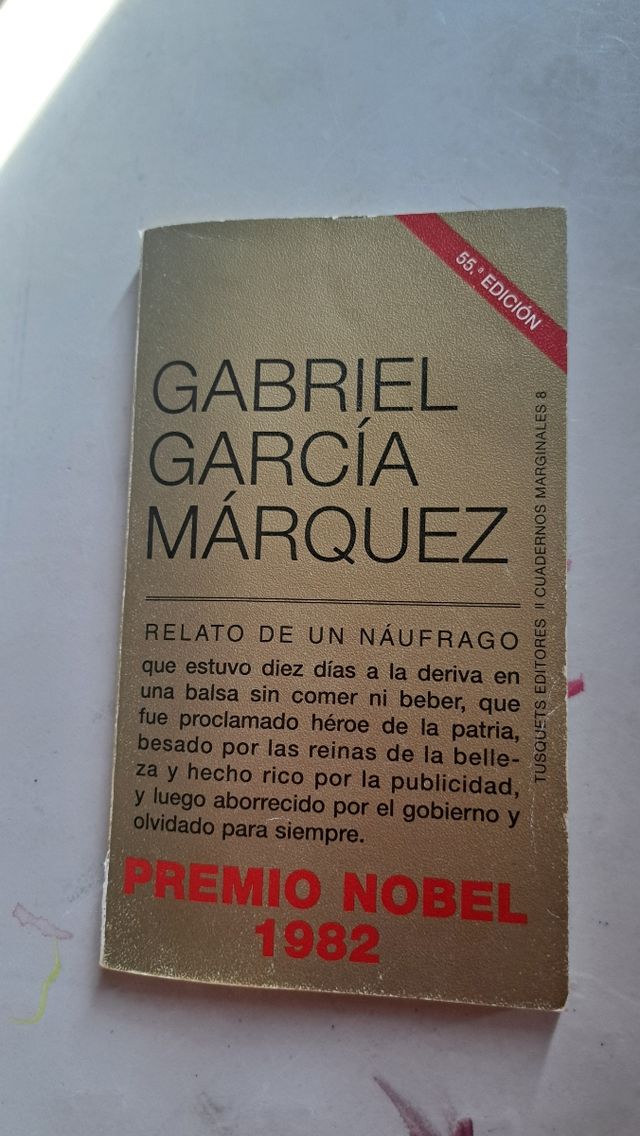 55.ª EDICIÓN
GABRIEL
GARCÍA
MÁRQUEZ
RELATO DE UN NÁUFRAGO
que estuvo diez días a la deriva en
una balsa sin comer ni beber, que
fue proclamado héroe de la patria,
besado por las reinas de la belle-
za y hecho rico por la publicidad,
y luego aborrecido por el gobierno y
olvidado para siempre.
PREMIO NOBEL
1982
TUSQUETS EDITORES II CUADERNOS MARGINALES 8